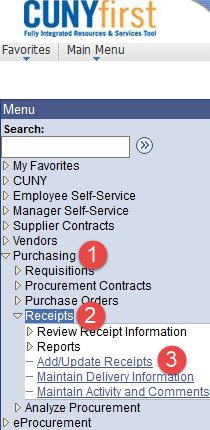 CUNYfirst
Fully Integrated Resources & Services Tool
Favorites Main Menu
Menu
Search:
My Favorites
CUNY
Employee Self-Service
Manager Self-Service
Supplier Contracts
Vendors
Purchasing 1
Requisitions
Procurement Contracts
Purchase Orders
Receipts 2
Review Receipt Information
Reports
Add/Update Receipts 3
Maintain Delivery Information
Maintain Activity and Comments
Analyze Procurement
eProcurement